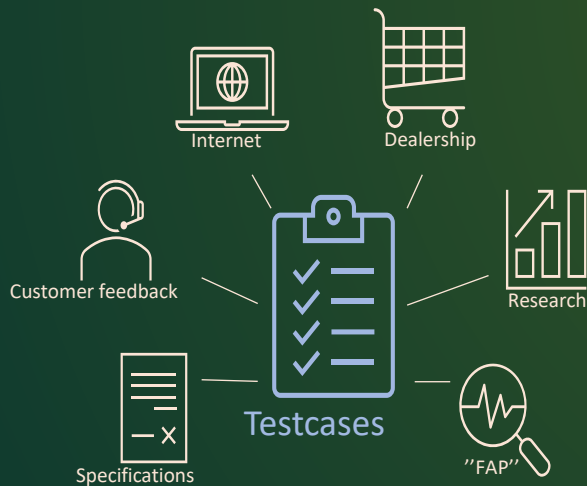 Internet
Dealership
Customer feedback
Research
Testcases
Specifications
''FAP''